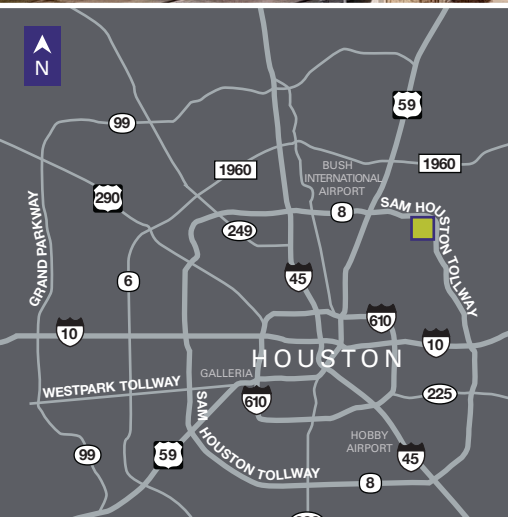 N
59
99
1960
BUSH
INTERNATIONAL
AIRPORT
1960
290
GRAND PARKWAY
8
SAM HOUSTON TOLLWAY
249
6
45
10
610
10
HOUSTON
GALLERIA
WESTPARK TOLLWAY
610
225
SAM HOUSTON TOLLWAY
HOBBY
AIRPORT
99
59
45
8